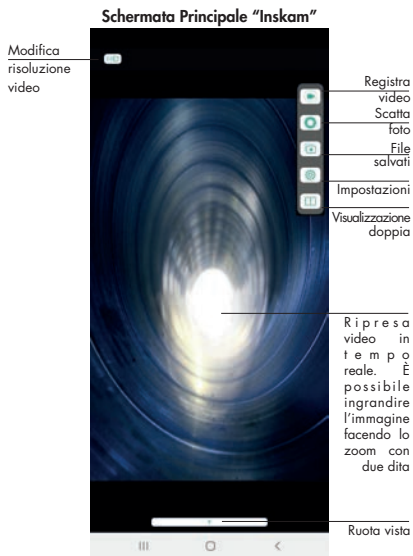 Schermata Principale “Inskam”
Modifica
risoluzione
video
Registra
video
Scatta
foto
File
salvati
Impostazioni
Visualizzazione
doppia
Ripresa
video in
tempo
reale. È
possibile
ingrandire
l’immagine
facendo lo
zoom con
due dita
Ruota vista